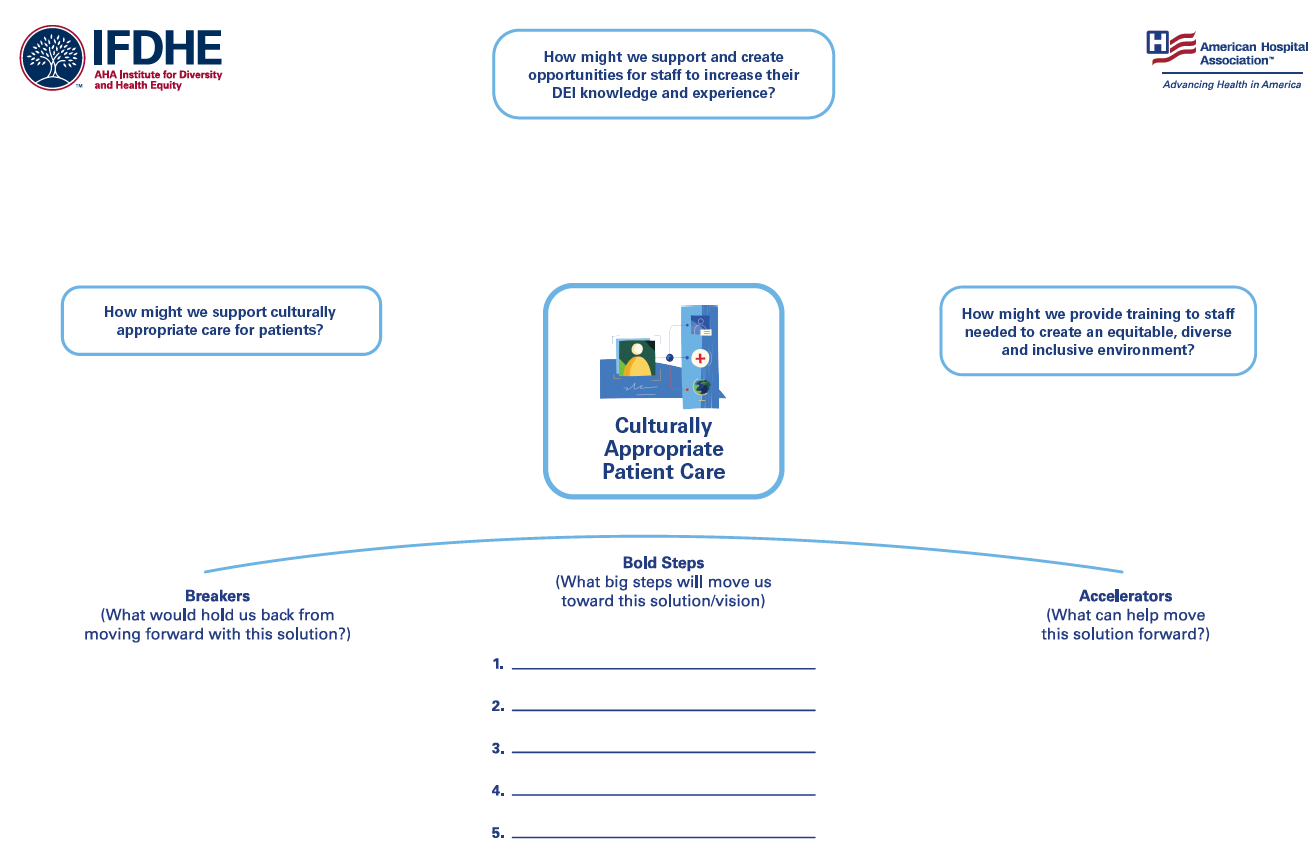 IFDHE
AHA Institute for Diversity
and Health Equity
TM
How might we support and create
opportunities for staff to increase their
DEI knowledge and experience?
H
American Hospital
Association™
Advancing Health in America
How might we support culturally
appropriate care for patients?
Culturally
Appropriate
Patient Care
How might we provide training to staff
needed to create an equitable, diverse
and inclusive environment?
Breakers
(What would hold us back from
moving forward with this solution?)
Bold Steps
(What big steps will move us
toward this solution/vision)
1.
2.
3.
4.
5.
Accelerators
(What can help move
this solution forward?)